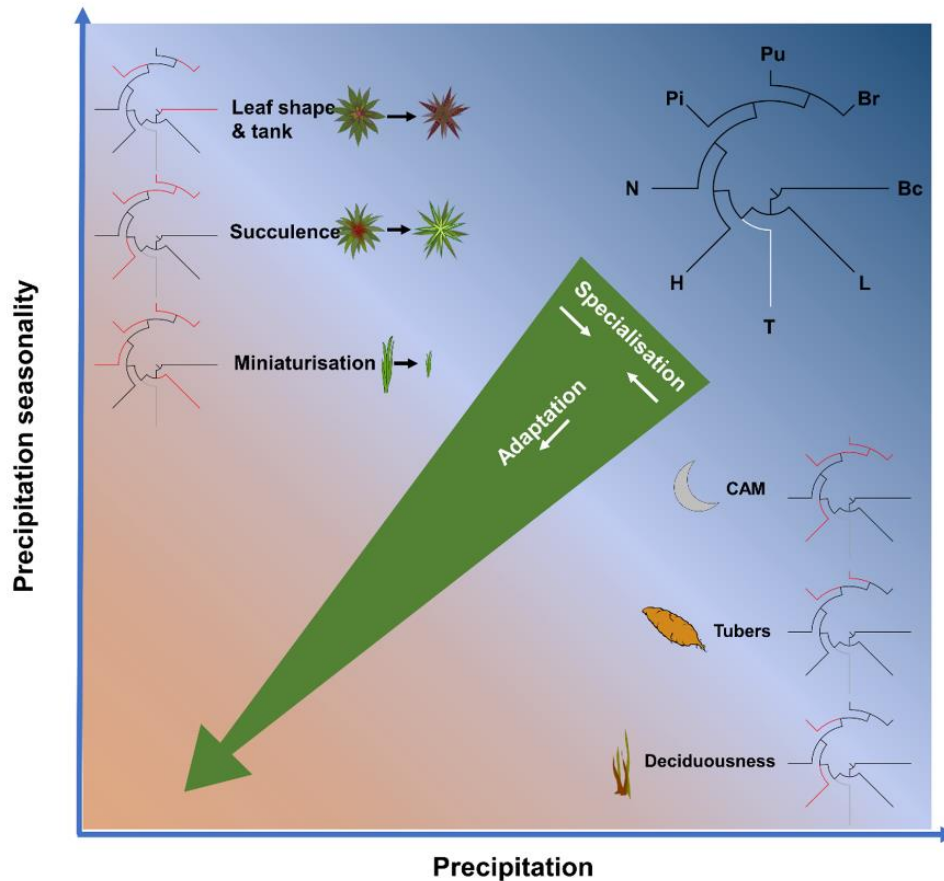 Precipitation seasonality
Leaf shape
& tank
Succulence
Miniaturisation
Pu
Pi
Br
N
Bc
H
L
T
Specialisation
Adaptation
CAM
Tubers
Deciduousness
Precipitation